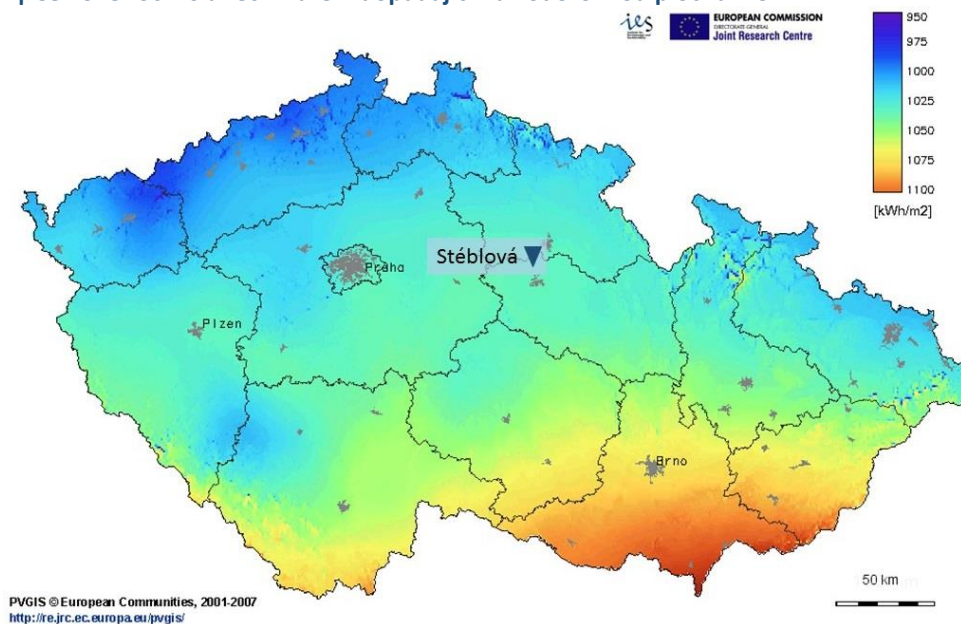 ies
EUROPEAN COMMISSION
DIRECTORATE-GENERAL
Joint Research Centre
950
975
1000
1025
1050
1075
1100
[kWh/m2]
Stéblová
Praha
Plzen
Brno
50 km
PVGIS © European Communities, 2001-2007
http://re.jrc.ec.europa.eu/pvgis/